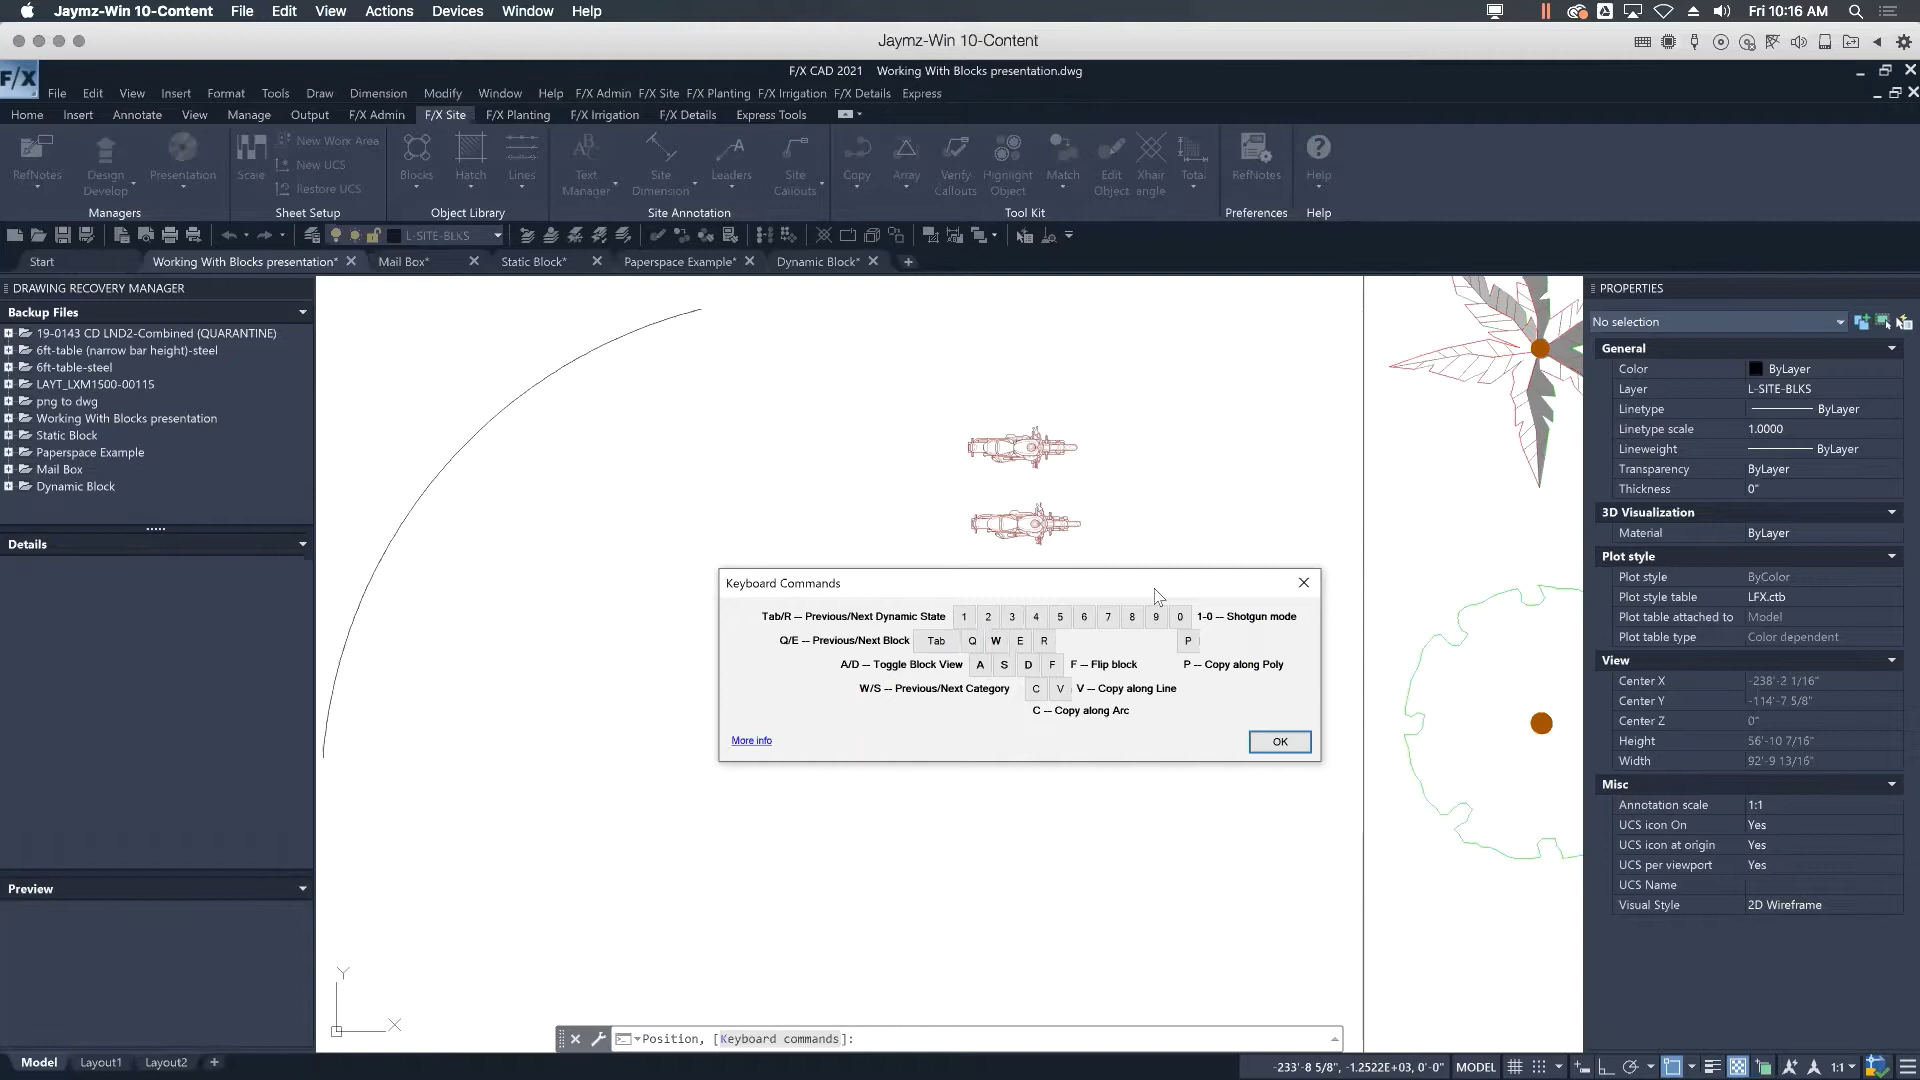 Jaymz-Win 10-Content File Edit View Actions Devices Window Help Fri 10:16 AM
Jaymz-Win 10-Content
F/X F/X CAD 2021 Working With Blocks presentation.dwg
File Edit View Insert Format Tools Draw Dimension Modify Window Help F/X Admin F/X Site F/X Planting F/X Irrigation F/X Details Express
Home Insert Annotate View Manage Output F/X Admin F/X Site F/X Planting F/X Irrigation F/X Details Express Tools
New Work Area
New UCS
Restore UCS
RefNotes Design Develop Presentation Scale Blocks Hatch Lines Text Manager Site Dimension Leaders Site Callouts Copy Array Verify Callouts Highlight Object Match Edit Object Xhair angle Total RefNotes Help
Managers Sheet Setup Object Library Site Annotation Tool Kit Preferences Help
L-SITE-BLKS
Start Working With Blocks presentation* Mail Box* Static Block* Paperspace Example* Dynamic Block*
DRAWING RECOVERY MANAGER
Backup Files
19-0143 CD LND2-Combined (QUARANTINE)
6ft-table (narrow bar height)-steel
6ft-table-steel
LAYT_LXM1500-00115
png to dwg
Working With Blocks presentation
Static Block
Paperspace Example
Mail Box
Dynamic Block
Details
Preview
Keyboard Commands
Tab/R -- Previous/Next Dynamic State 1 2 3 4 5 6 7 8 9 0 1-0 -- Shotgun mode
Q/E -- Previous/Next Block Tab Q W E R P
A/D -- Toggle Block View A S D F F -- Flip block P -- Copy along Poly
W/S -- Previous/Next Category C V V -- Copy along Line
C -- Copy along Arc
More info OK
Y
X
Position, [Keyboard commands]:
PROPERTIES
No selection
General
Color ByLayer
Layer L-SITE-BLKS
Linetype ByLayer
Linetype scale 1.0000
Lineweight ByLayer
Transparency ByLayer
Thickness 0"
3D Visualization
Material ByLayer
Plot style
Plot style ByColor
Plot style table LFX.ctb
Plot table attached to Model
Plot table type Color dependent
View
Center X -238'-2 1/16"
Center Y -114'-7 5/8"
Center Z 0"
Height 56'-10 7/16"
Width 92'-9 13/16"
Misc
Annotation scale 1:1
UCS icon On Yes
UCS icon at origin Yes
UCS per viewport Yes
UCS Name
Visual Style 2D Wireframe
Model Layout1 Layout2 + -233'-8 5/8", -1.2522E+03, 0'-0" MODEL 1:1